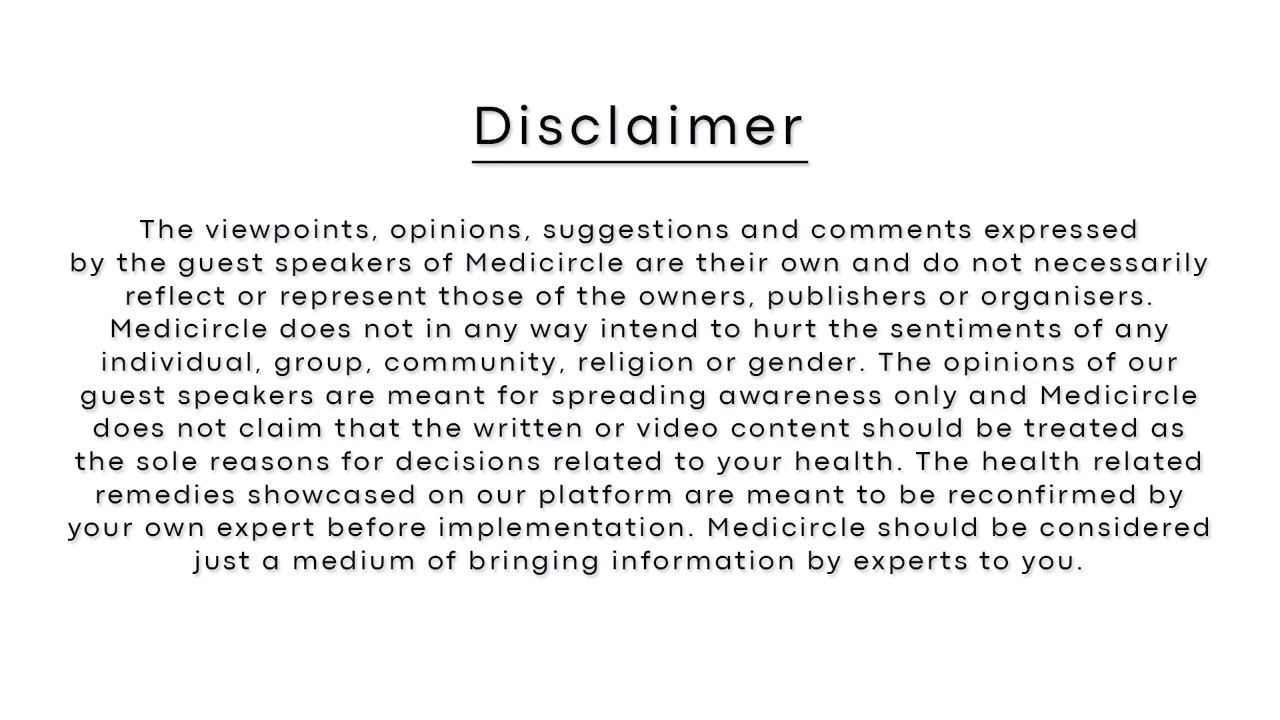 Disclaimer
The viewpoints, opinions, suggestions and comments expressed
by the guest speakers of Medicircle are their own and do not necessarily
reflect or represent those of the owners, publishers or organisers.
Medicircle does not in any way intend to hurt the sentiments of any
individual, group, community, religion or gender. The opinions of our
guest speakers are meant for spreading awareness only and Medicircle
does not claim that the written or video content should be treated as
the sole reasons for decisions related to your health. The health related
remedies showcased on our platform are meant to be reconfirmed by
your own expert before implementation. Medicircle should be considered
just a medium of bringing information by experts to you.